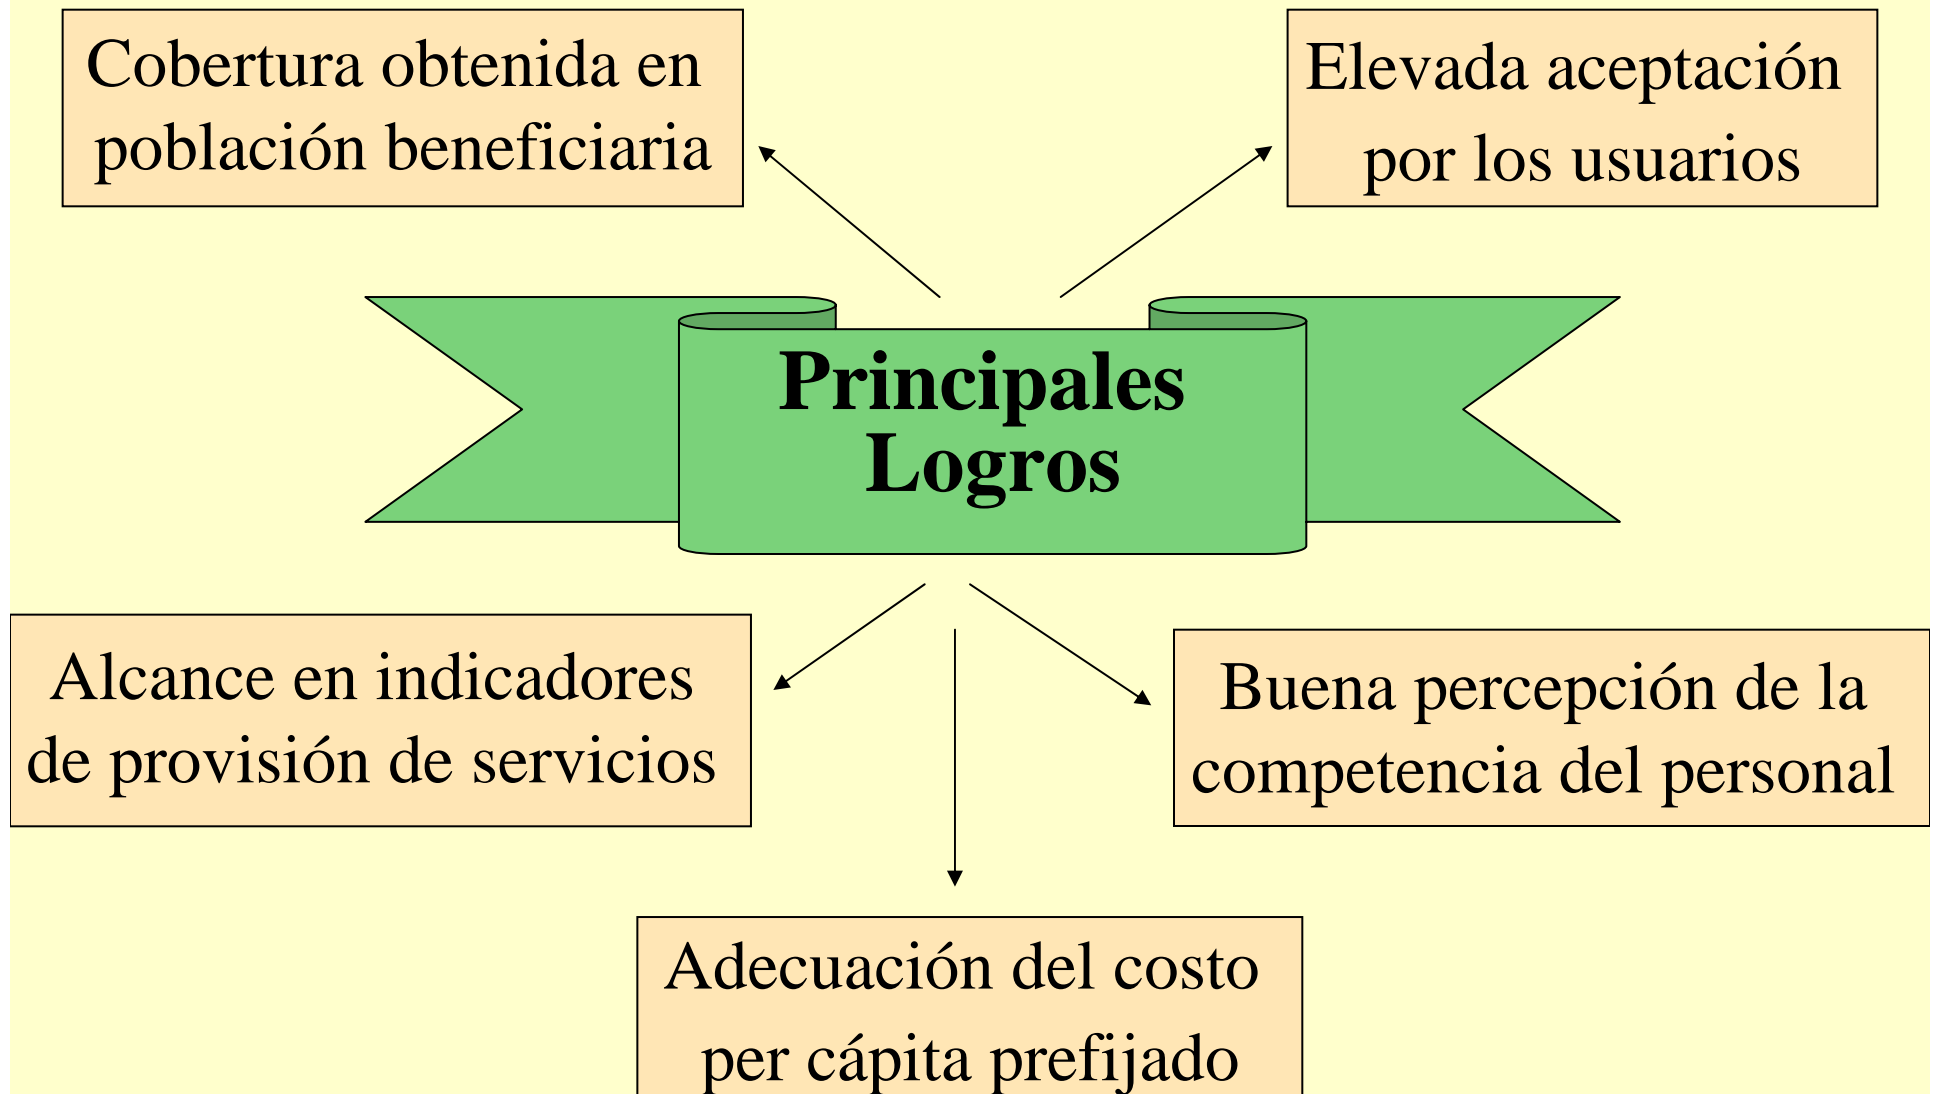 Cobertura obtenida en
población beneficiaria
Elevada aceptación
por los usuarios
Principales
Logros
Alcance en indicadores
de provisión de servicios
Buena percepción de la
competencia del personal
Adecuación del costo
per cápita prefijado